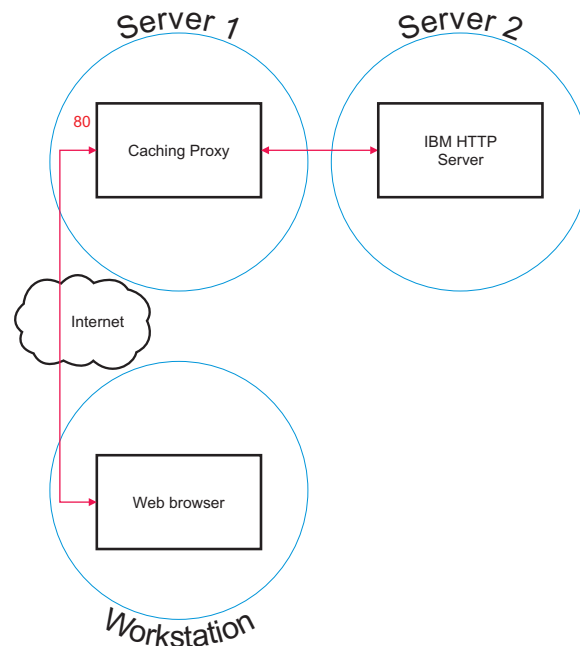 Server 1
Server 2
80
Caching Proxy
IBM HTTP
Server
Internet
Web browser
Workstation